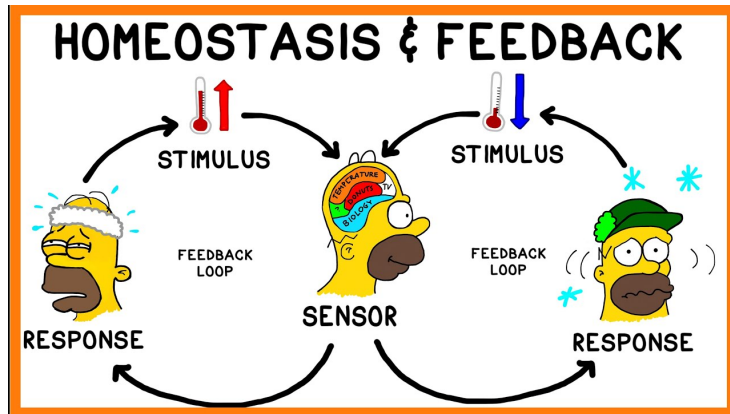 HOMEOSTASIS & FEEDBACK
STIMULUS
STIMULUS
TEMPERATURE
DONUTS
TV
?
BIOLOGY
FEEDBACK
LOOP
FEEDBACK
LOOP
SENSOR
RESPONSE
RESPONSE